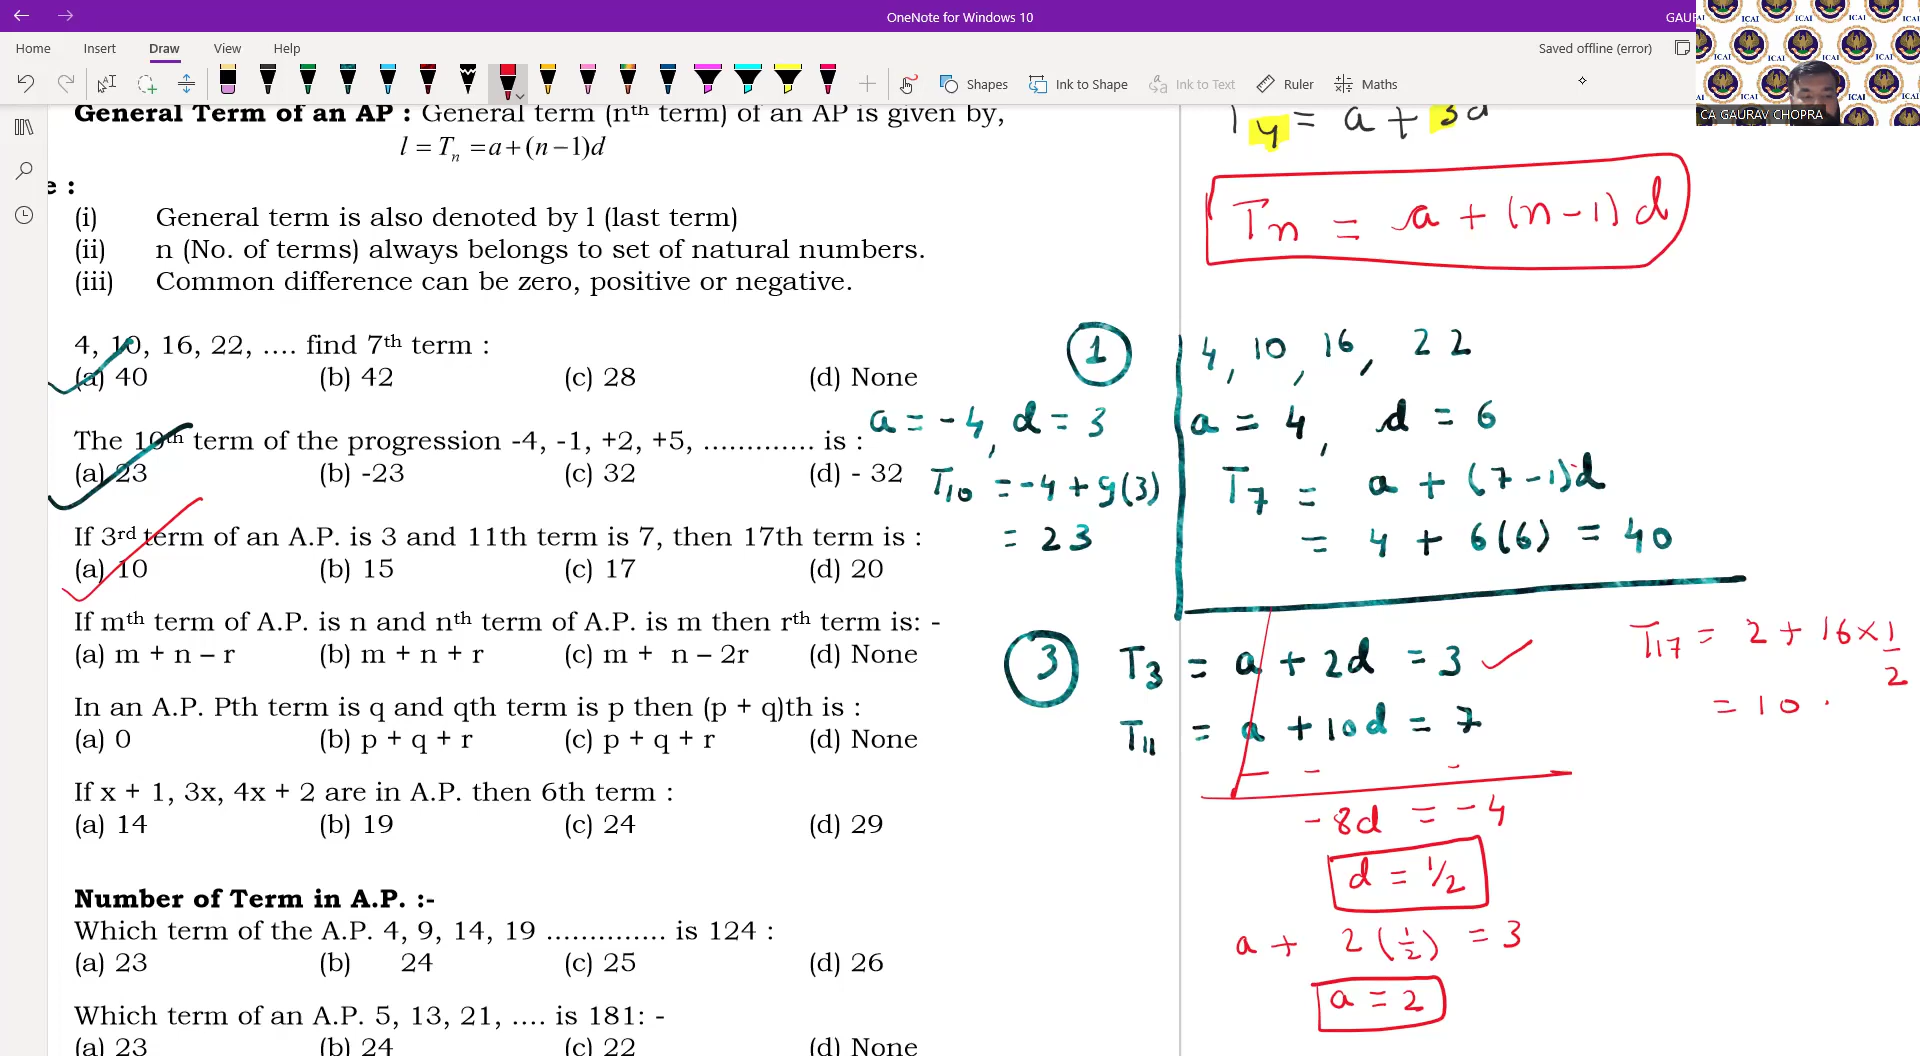 OneNote for Windows 10
GAUR
Home Insert Draw View Help
Saved offline (error)
Shapes Ink to Shape Ink to Text Ruler Maths
ICAI
CA GAURAV CHOPRA
General Term of an AP : General term (nth term) of an AP is given by,
l = Tn = a+(n−1)d
e :
(i) General term is also denoted by l (last term)
(ii) n (No. of terms) always belongs to set of natural numbers.
(iii) Common difference can be zero, positive or negative.
4, 10, 16, 22, .... find 7th term :
(a) 40 (b) 42 (c) 28 (d) None
The 10th term of the progression -4, -1, +2, +5, ............. is :
(a) 23 (b) -23 (c) 32 (d) - 32
If 3rd term of an A.P. is 3 and 11th term is 7, then 17th term is :
(a) 10 (b) 15 (c) 17 (d) 20
If mth term of A.P. is n and nth term of A.P. is m then rth term is: -
(a) m + n – r (b) m + n + r (c) m + n – 2r (d) None
In an A.P. Pth term is q and qth term is p then (p + q)th is :
(a) 0 (b) p + q + r (c) p + q + r (d) None
If x + 1, 3x, 4x + 2 are in A.P. then 6th term :
(a) 14 (b) 19 (c) 24 (d) 29
Number of Term in A.P. :-
Which term of the A.P. 4, 9, 14, 19 .............. is 124 :
(a) 23 (b) 24 (c) 25 (d) 26
Which term of an A.P. 5, 13, 21, .... is 181: -
(a) 23 (b) 24 (c) 22 (d) None
T4 = a + 3d
Tn = a + (n-1)d
1
4, 10, 16, 22
a = 4, d = 6
T7 = a + (7-1)d
= 4 + 6(6) = 40
a = -4, d = 3
T10 = -4 + 9(3)
= 23
3
T3 = a + 2d = 3
T11 = a + 10d = 7
- - -
-8d = -4
d = 1/2
a + 2(1/2) = 3
a = 2
T17 = 2 + 16 × 1/2
= 10.